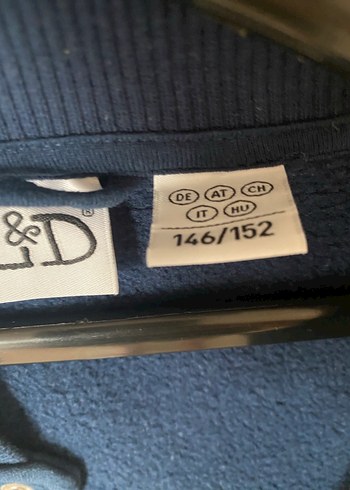 &D®
DE AT CH
IT HU
146/152